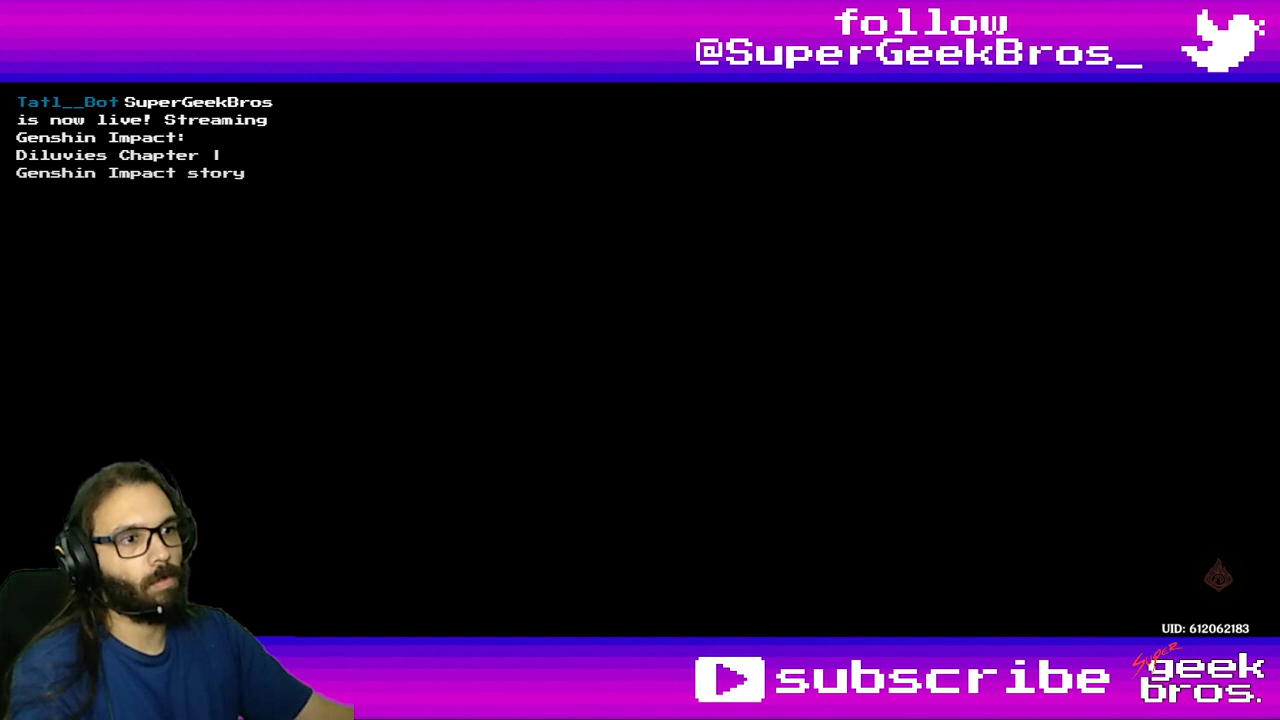 follow
@SuperGeekBros_
Tatl__Bot SuperGeekBros
is now live! Streaming
Genshin Impact:
Diluvies Chapter |
Genshin Impact story
UID: 612062183
subscribe
SUPER
geek
bros.